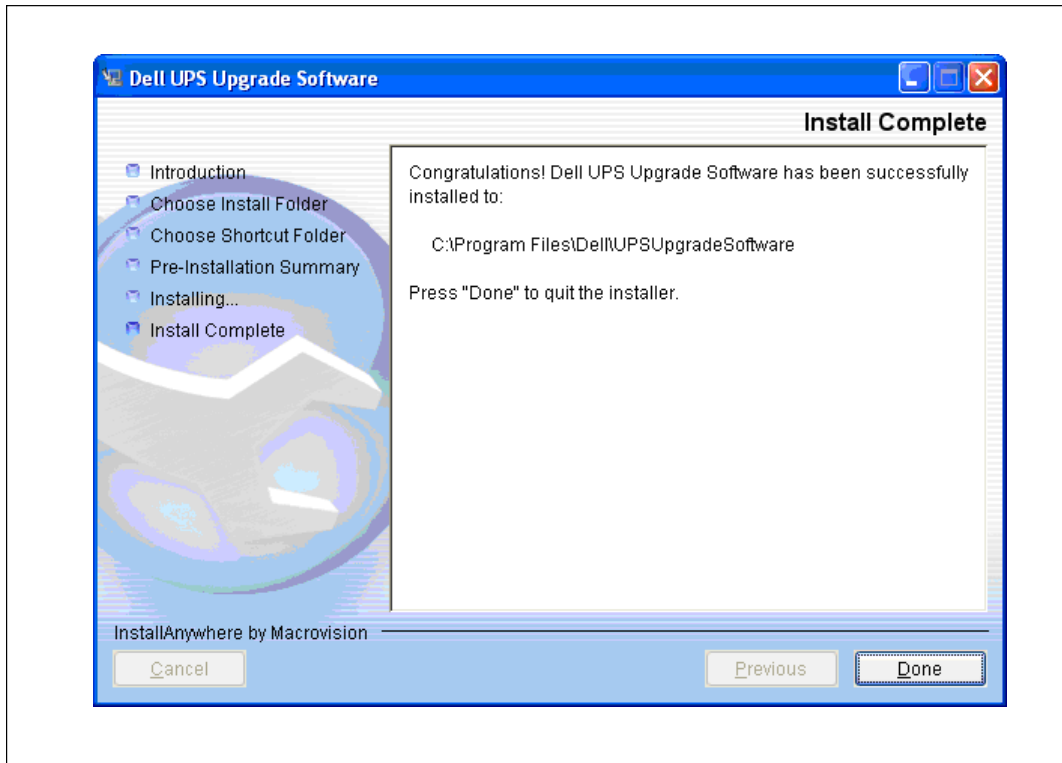 Dell UPS Upgrade Software
Install Complete
Introduction
Choose Install Folder
Choose Shortcut Folder
Pre-Installation Summary
Installing...
Install Complete
Congratulations! Dell UPS Upgrade Software has been successfully
installed to:
C:\Program Files\Dell\UPSUpgradeSoftware
Press "Done" to quit the installer.
InstallAnywhere by Macrovision
Cancel
Previous
Done